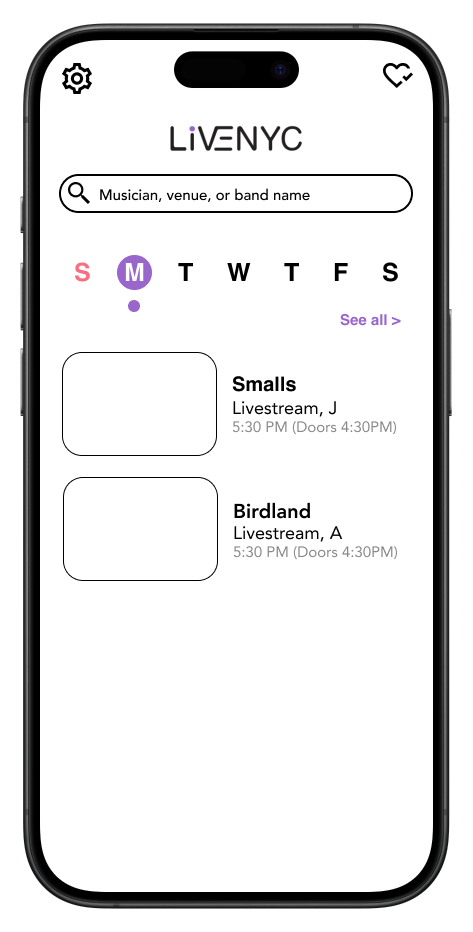 LiVENYC
Musician, venue, or band name
S M T W T F S
See all >
Smalls
Livestream, J
5:30 PM (Doors 4:30PM)
Birdland
Livestream, A
5:30 PM (Doors 4:30PM)